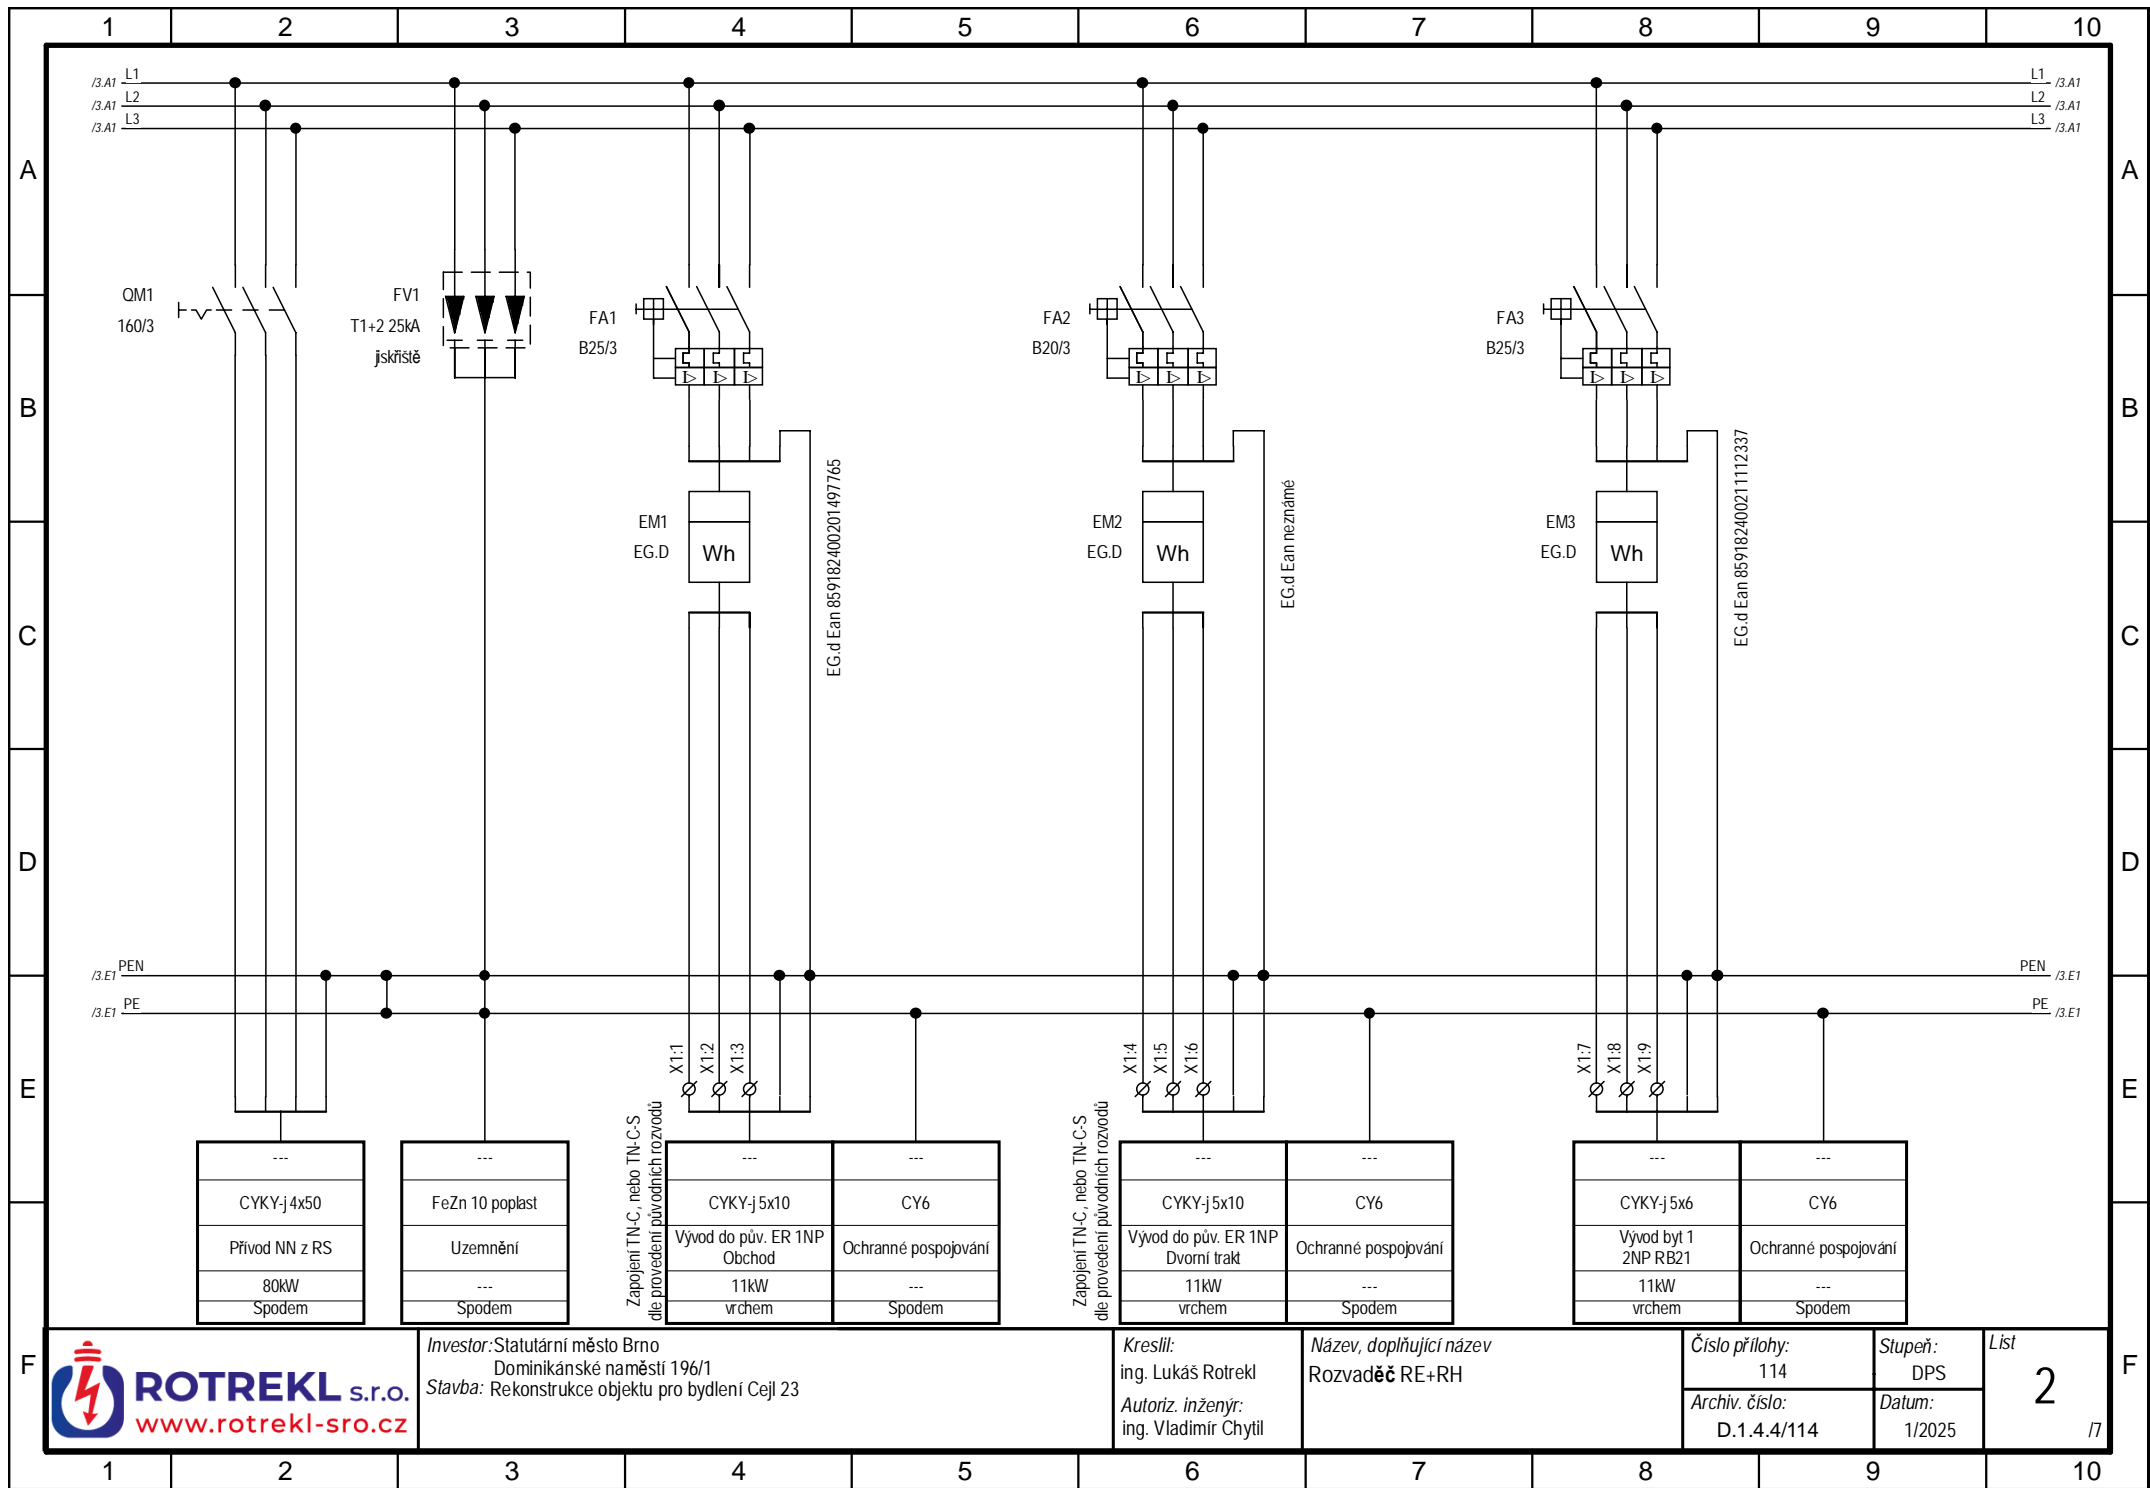 1 2 3 4 5 6 7 8 9 10
/3.A1 L1 L1 /3.A1
/3.A1 L2 L2 /3.A1
/3.A1 L3 L3 /3.A1
A A
QM1
160/3
FV1
T1+2 25kA
jiskřiště
FA1
B25/3
FA2
B20/3
FA3
B25/3
I> I> I>
I> I> I>
I> I> I>
B B
EM1
EG.D
Wh
EG.d Ean 859182400201497765
EM2
EG.D
Wh
EG.d Ean neznámé
EM3
EG.D
Wh
EG.d Ean 859182400211112337
C C
D D
/3.E1 PEN PEN /3.E1
/3.E1 PE PE /3.E1
X1:1 X1:2 X1:3
X1:4 X1:5 X1:6
X1:7 X1:8 X1:9
E E
---
CYKY-j 4x50
Přívod NN z RS
80kW
Spodem
---
FeZn 10 poplast
Uzemnění
---
Spodem
Zapojení TN-C, nebo TN-C-S
dle provedení původních rozvodů
---
CYKY-j 5x10
Vývod do pův. ER 1NP
Obchod
11kW
vrchem
---
CY6
Ochranné pospojování
---
Spodem
Zapojení TN-C, nebo TN-C-S
dle provedení původních rozvodů
---
CYKY-j 5x10
Vývod do pův. ER 1NP
Dvorní trakt
11kW
vrchem
---
CY6
Ochranné pospojování
---
Spodem
---
CYKY-j 5x6
Vývod byt 1
2NP RB21
11kW
vrchem
---
CY6
Ochranné pospojování
---
Spodem
F F
ROTREKL s.r.o.
www.rotrekl-sro.cz
Investor: Statutární město Brno
Dominikánské naměstí 196/1
Stavba: Rekonstrukce objektu pro bydlení Cejl 23
Kreslil:
ing. Lukáš Rotrekl
Autoriz. inženýr:
ing. Vladimír Chytil
Název, doplňující název
Rozvaděč RE+RH
Číslo přílohy:
114
Archiv. číslo:
D.1.4.4/114
Stupeň:
DPS
Datum:
1/2025
List
2
/7
1 2 3 4 5 6 7 8 9 10